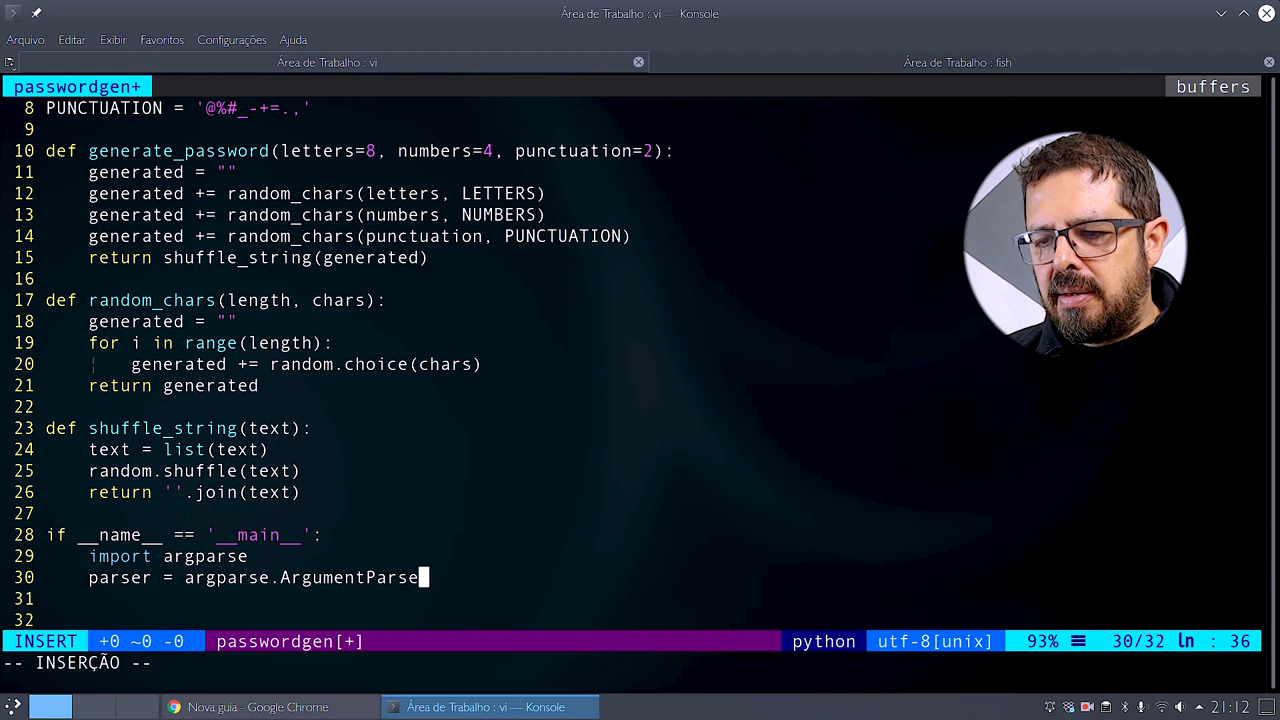 Área de Trabalho : vi — Konsole
Arquivo Editar Exibir Favoritos Configurações Ajuda
Área de Trabalho : vi
Área de Trabalho : fish
passwordgen+ buffers
8 PUNCTUATION = '@%#_-+=.,'
9
10 def generate_password(letters=8, numbers=4, punctuation=2):
11 generated = ""
12 generated += random_chars(letters, LETTERS)
13 generated += random_chars(numbers, NUMBERS)
14 generated += random_chars(punctuation, PUNCTUATION)
15 return shuffle_string(generated)
16
17 def random_chars(length, chars):
18 generated = ""
19 for i in range(length):
20 ¦ generated += random.choice(chars)
21 return generated
22
23 def shuffle_string(text):
24 text = list(text)
25 random.shuffle(text)
26 return ''.join(text)
27
28 if __name__ == '__main__':
29 import argparse
30 parser = argparse.ArgumentParse
31
32
INSERT +0 ~0 -0 passwordgen[+] python utf-8[unix] 93% ≡ 30/32 ln : 36
-- INSERÇÃO --
Nova guia - Google Chrome
Área de Trabalho : vi — Konsole
21:12